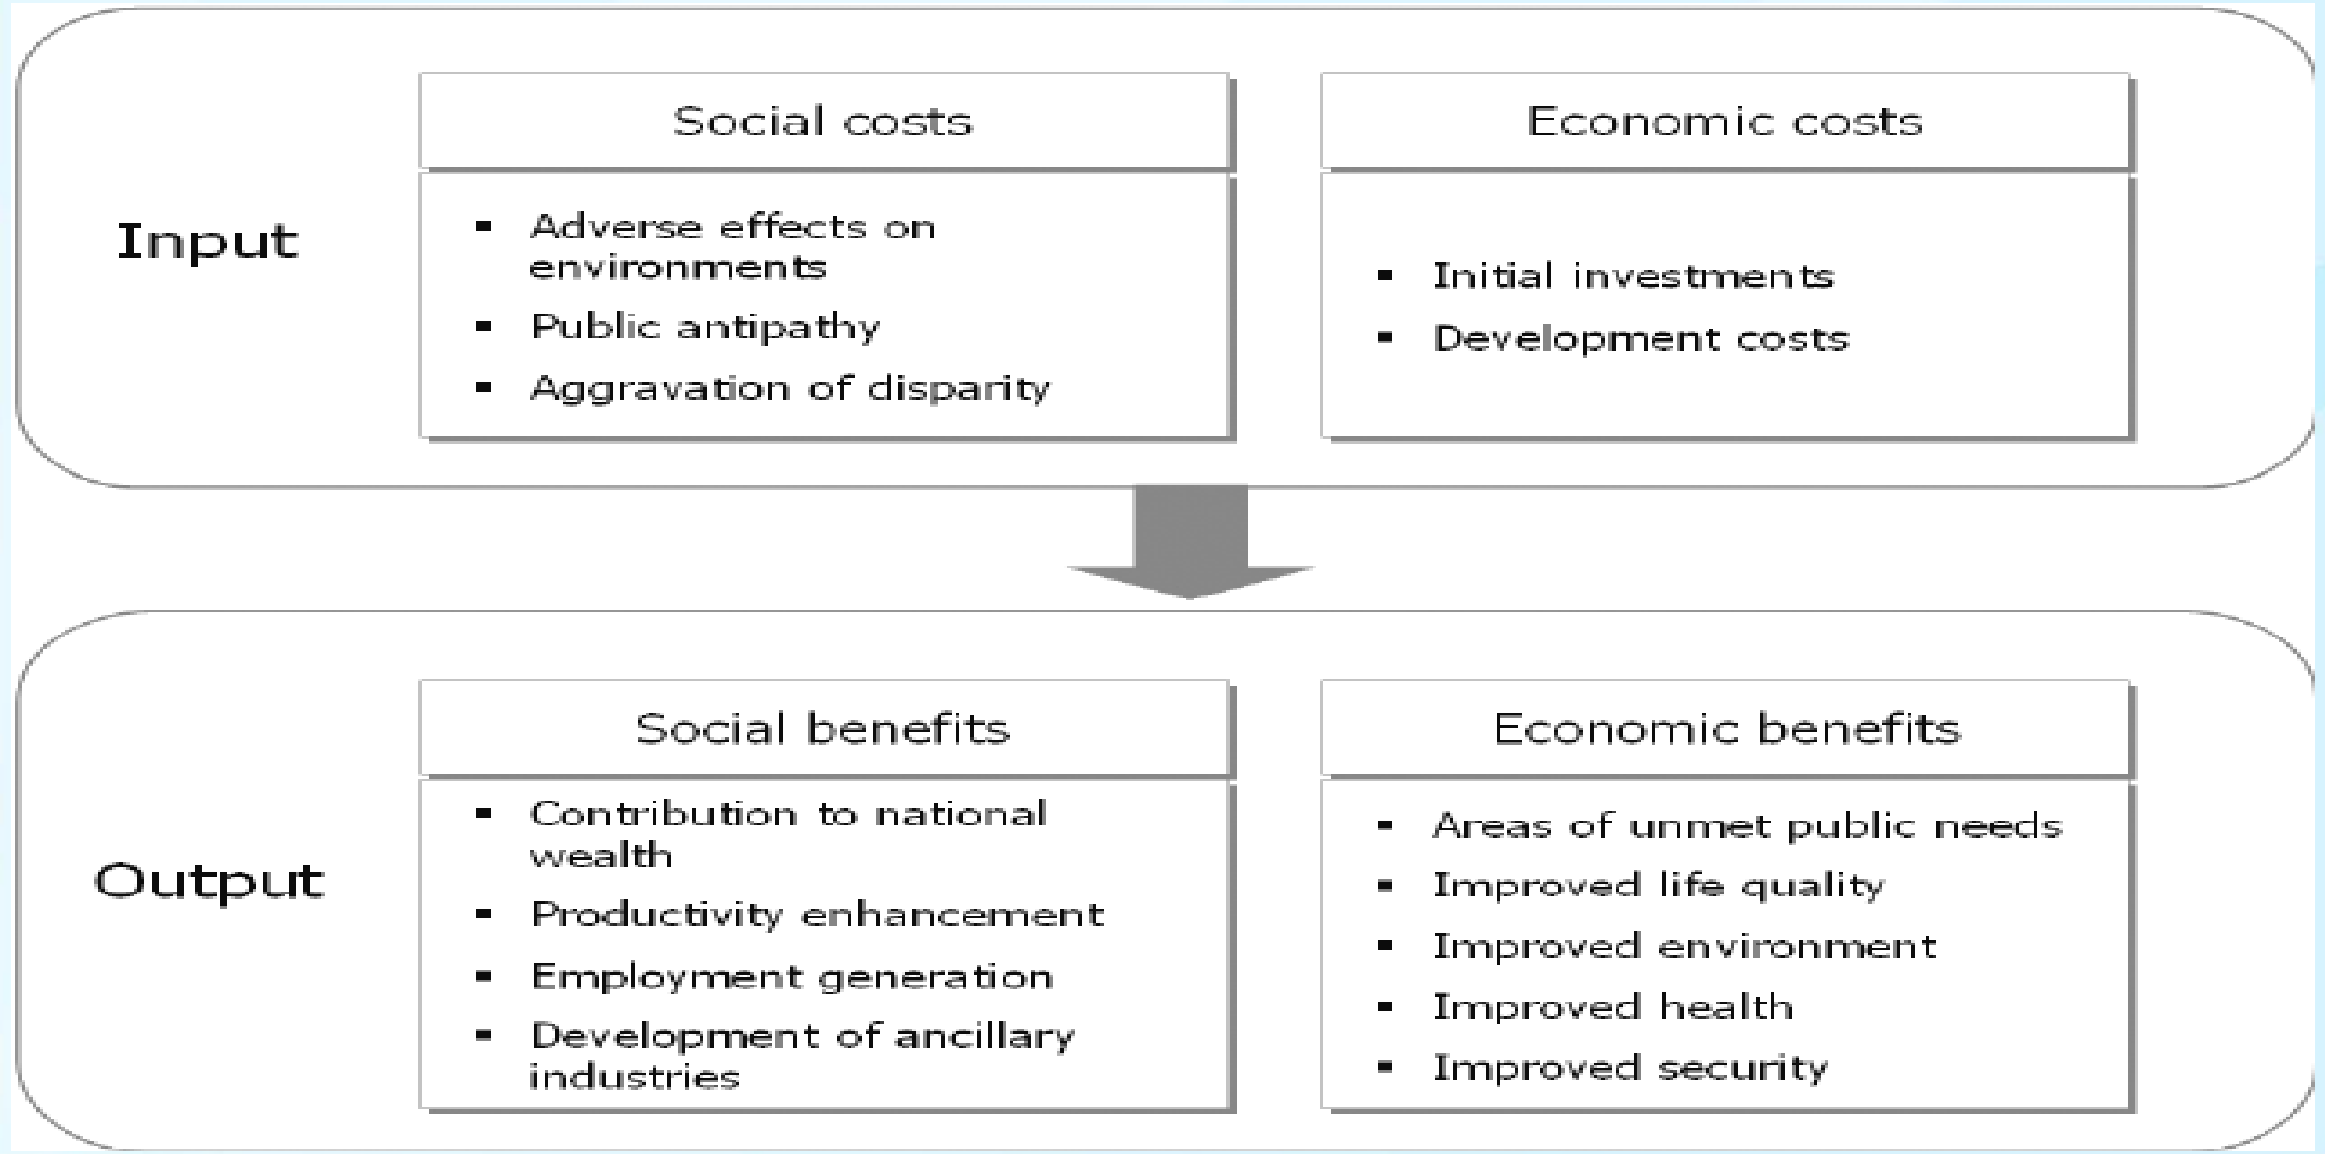 Input
Social costs
▪ Adverse effects on
environments
▪ Public antipathy
▪ Aggravation of disparity
Economic costs
▪ Initial investments
▪ Development costs
Output
Social benefits
▪ Contribution to national
wealth
▪ Productivity enhancement
▪ Employment generation
▪ Development of ancillary
industries
Economic benefits
▪ Areas of unmet public needs
▪ Improved life quality
▪ Improved environment
▪ Improved health
▪ Improved security